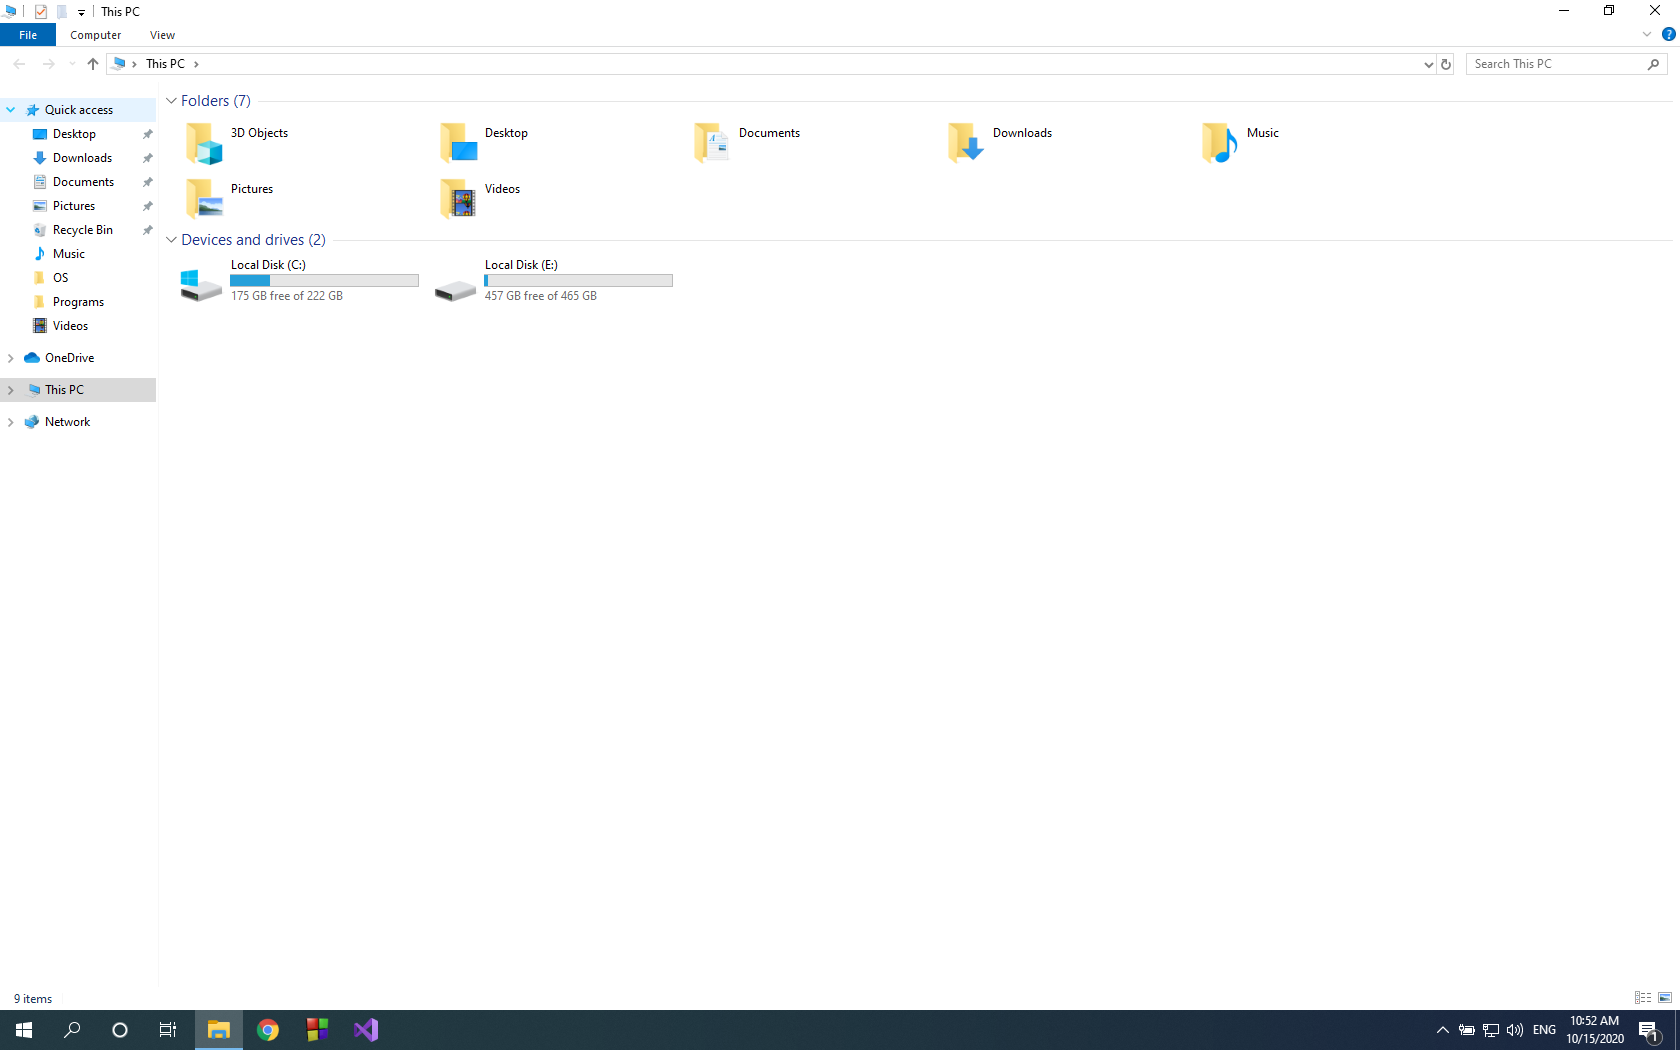 This PC
File Computer View
This PC
Search This PC
Quick access
Desktop
Downloads
Documents
Pictures
Recycle Bin
Music
OS
Programs
Videos
OneDrive
This PC
Network
Folders (7)
3D Objects
Desktop
Documents
Downloads
Music
Pictures
Videos
Devices and drives (2)
Local Disk (C:)
175 GB free of 222 GB
Local Disk (E:)
457 GB free of 465 GB
9 items
ENG
10:52 AM
10/15/2020
1